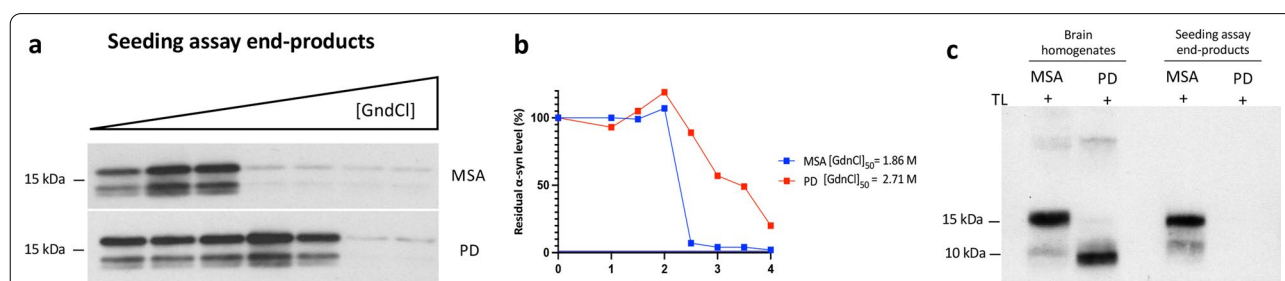 a
Seeding assay end-products
[GndCl]
15 kDa
MSA
15 kDa
PD
b
Residual α-syn level (%)
100
50
0
0 1 2 3 4
MSA [GdnCl]50 = 1.86 M
PD [GdnCl]50 = 2.71 M
c
Brain
homogenates
Seeding assay
end-products
MSA PD MSA PD
TL + + + +
15 kDa
10 kDa